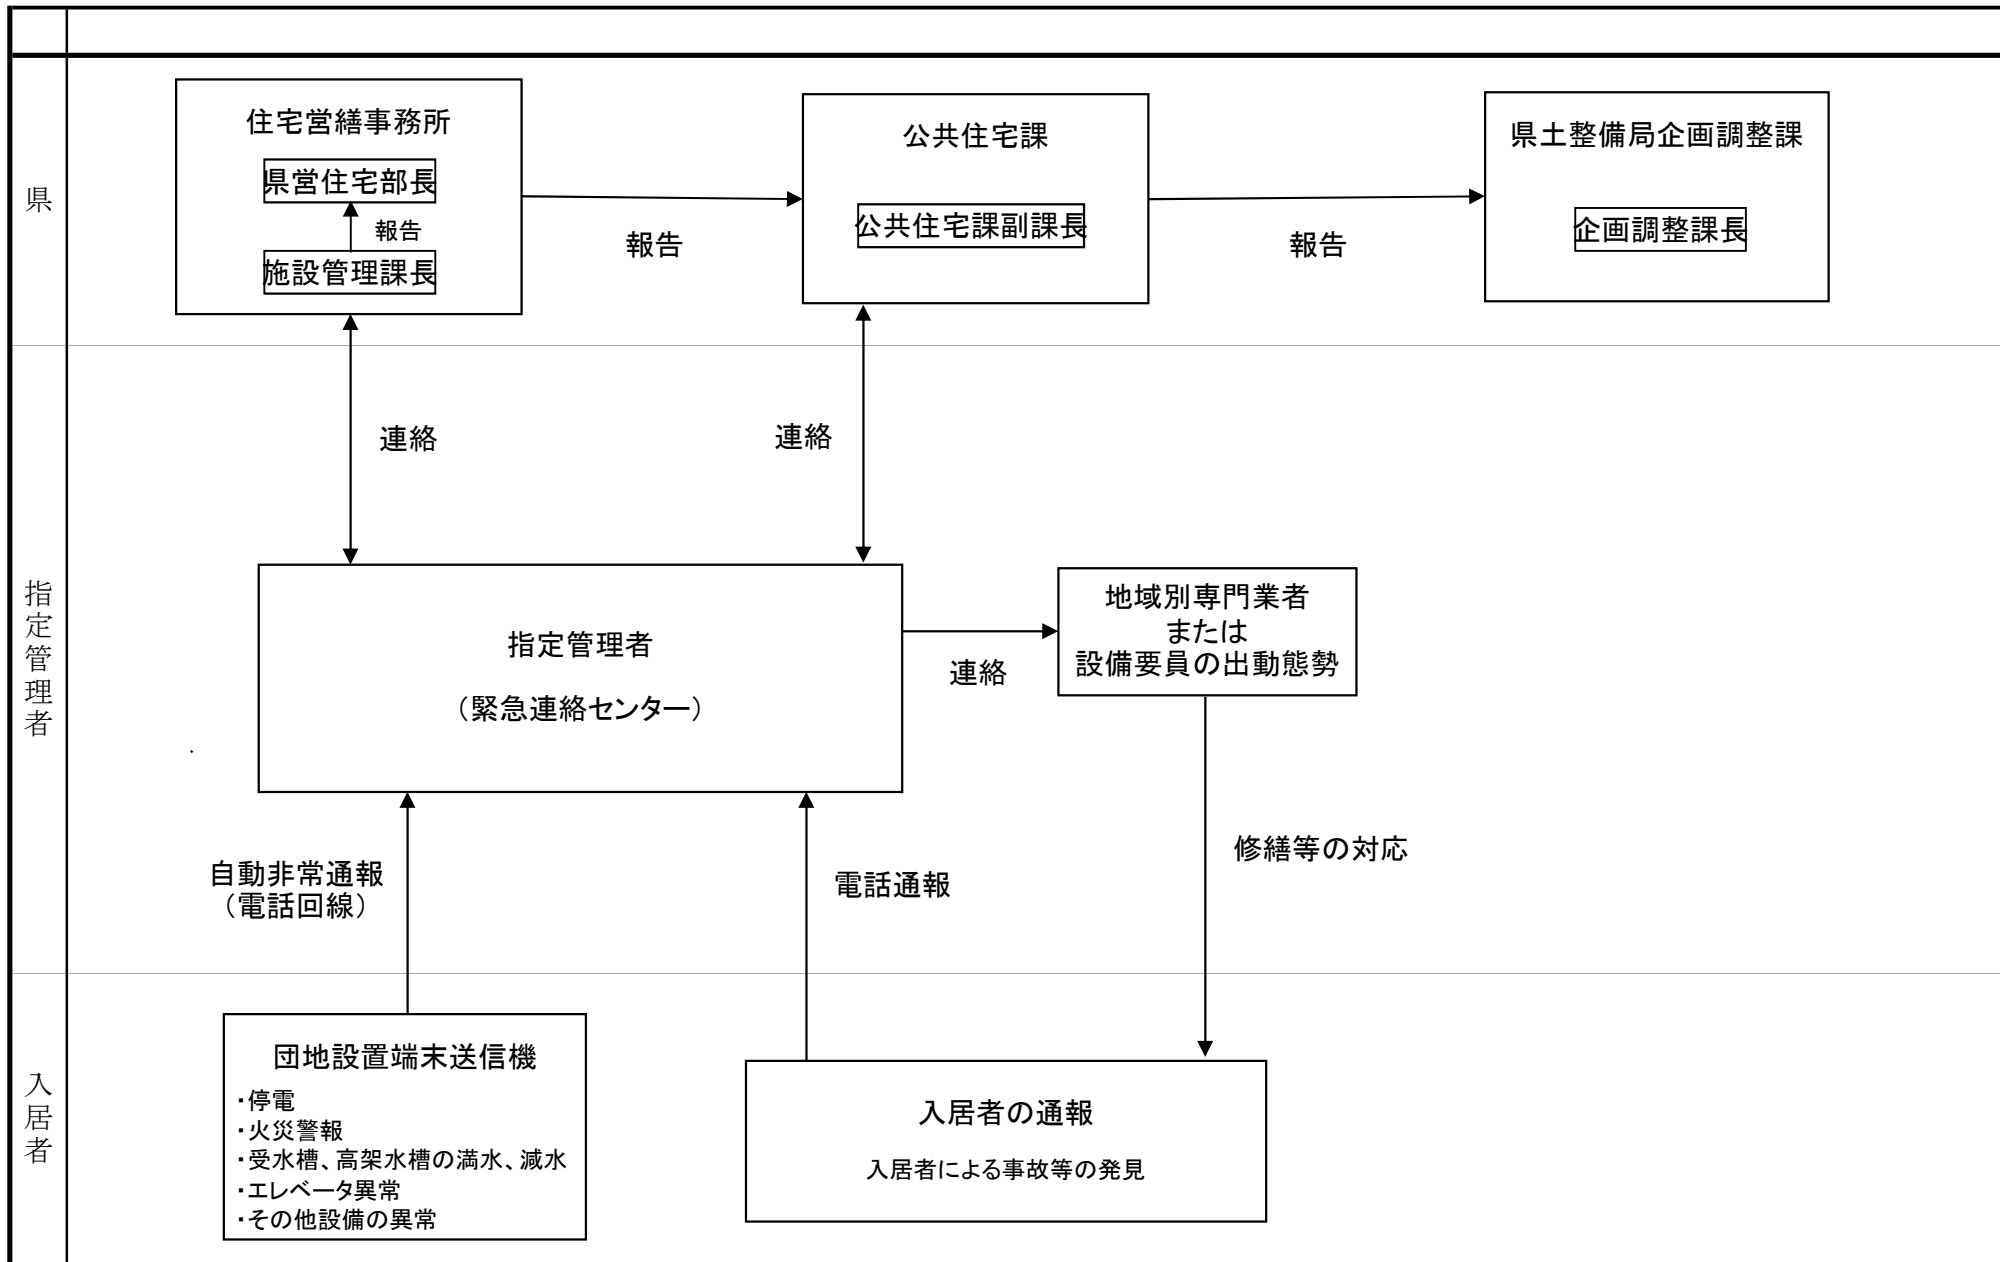 県
住宅営繕事務所
県営住宅部長
報告
施設管理課長
報告
公共住宅課
公共住宅課副課長
報告
県土整備局企画調整課
企画調整課長
連絡
連絡
指定管理者
指定管理者
（緊急連絡センター）
連絡
地域別専門業者
または
設備要員の出動態勢
自動非常通報
（電話回線）
電話通報
修繕等の対応
入居者
団地設置端末送信機
・停電
・火災警報
・受水槽、高架水槽の満水、減水
・エレベータ異常
・その他設備の異常
入居者の通報
入居者による事故等の発見